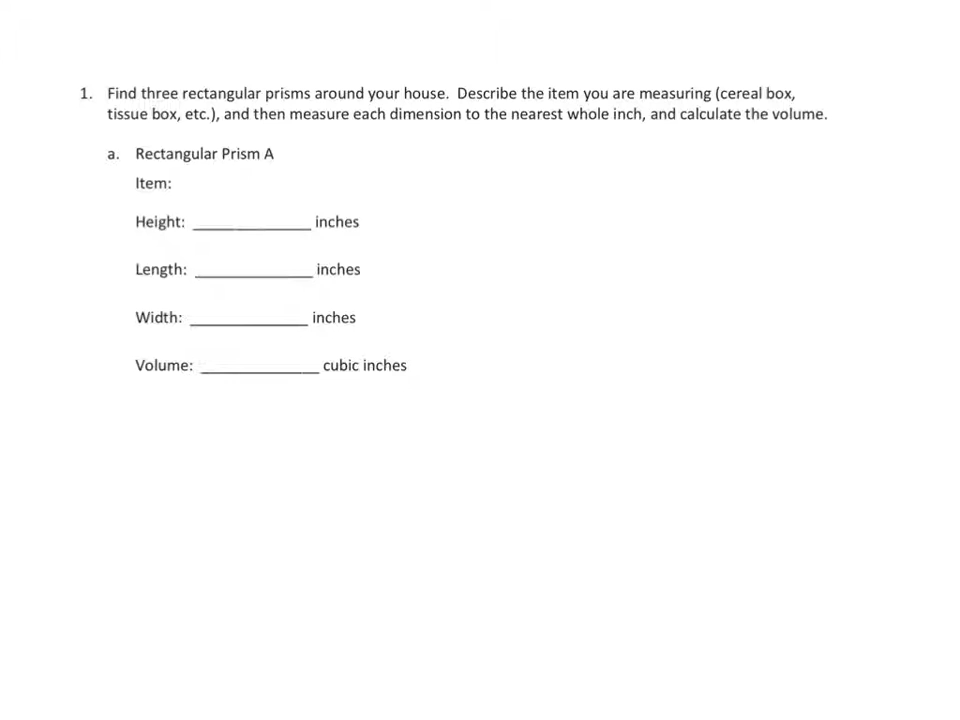 1. Find three rectangular prisms around your house. Describe the item you are measuring (cereal box,
tissue box, etc.), and then measure each dimension to the nearest whole inch, and calculate the volume.
a. Rectangular Prism A
Item:
Height: ______________ inches
Length: ______________ inches
Width: ______________ inches
Volume: ______________ cubic inches